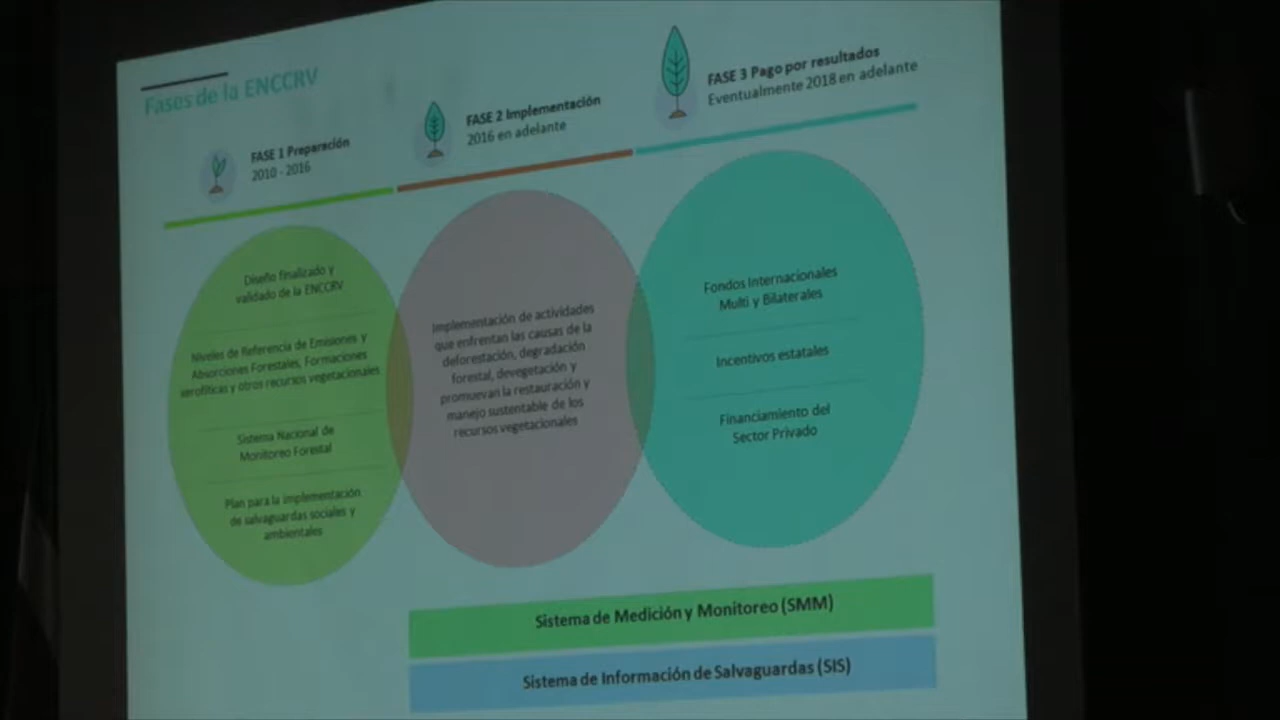 Fases de la ENCCRV
FASE 1 Preparación
2010 - 2016
FASE 2 Implementación
2016 en adelante
FASE 3 Pago por resultados
Eventualmente 2018 en adelante
Diseño finalizado y
validado de la ENCCRV
Niveles de Referencia de Emisiones y
Absorciones Forestales, Formaciones
xerofíticas y otros recursos vegetacionales
Sistema Nacional de
Monitoreo Forestal
Plan para la implementación
de salvaguardas sociales y
ambientales
Implementación de actividades
que enfrentan las causas de la
deforestación, degradación
forestal, devegetación y
promuevan la restauración y
manejo sustentable de los
recursos vegetacionales
Fondos Internacionales
Multi y Bilaterales
Incentivos estatales
Financiamiento del
Sector Privado
Sistema de Medición y Monitoreo (SMM)
Sistema de Información de Salvaguardas (SIS)